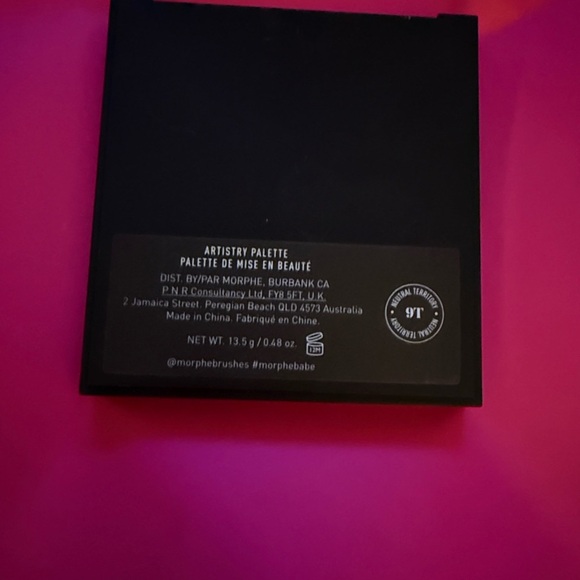 ARTISTRY PALETTE
PALETTE DE MISE EN BEAUTÉ
DIST. BY/PAR MORPHE, BURBANK CA
P N R Consultancy Ltd, FY8 5FT, U.K.
2 Jamaica Street, Peregian Beach QLD 4573 Australia
Made in China. Fabriqué en Chine.
NET WT. 13.5 g / 0.48 oz.
12M
@morphebrushes #morphebabe
NEUTRAL TERRITORY • NEUTRAL TERRITORY •
9T